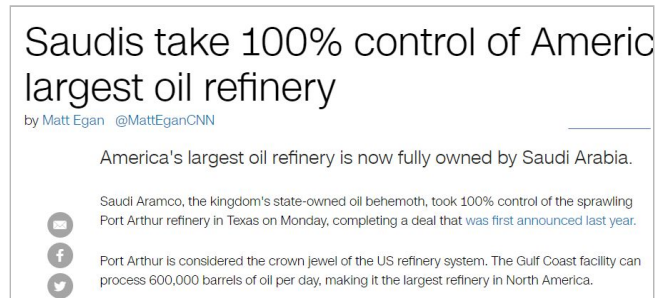 Saudis take 100% control of Americ
largest oil refinery
by Matt Egan @MattEganCNN
America's largest oil refinery is now fully owned by Saudi Arabia.
Saudi Aramco, the kingdom's state-owned oil behemoth, took 100% control of the sprawling
Port Arthur refinery in Texas on Monday, completing a deal that was first announced last year.
Port Arthur is considered the crown jewel of the US refinery system. The Gulf Coast facility can
process 600,000 barrels of oil per day, making it the largest refinery in North America.